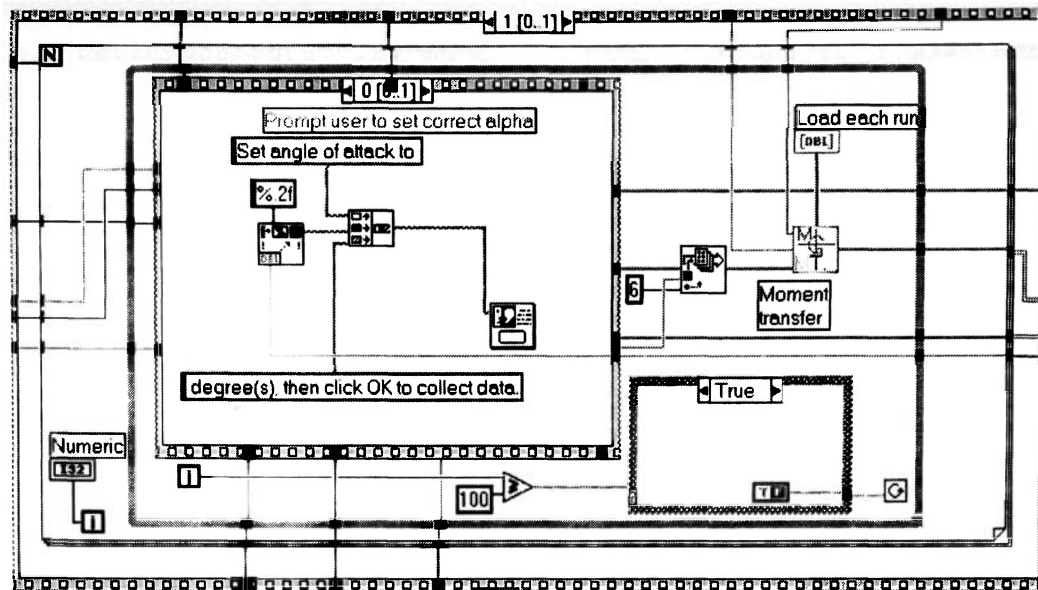 1 [0..1]
N
0 [0..1]
Prompt user to set correct alpha
Set angle of attack to
%.2f
Load each run
[DBL]
M
6
Moment
transfer
degree(s), then click OK to collect data.
True
Numeric
I32
i
i
100
≥
T F